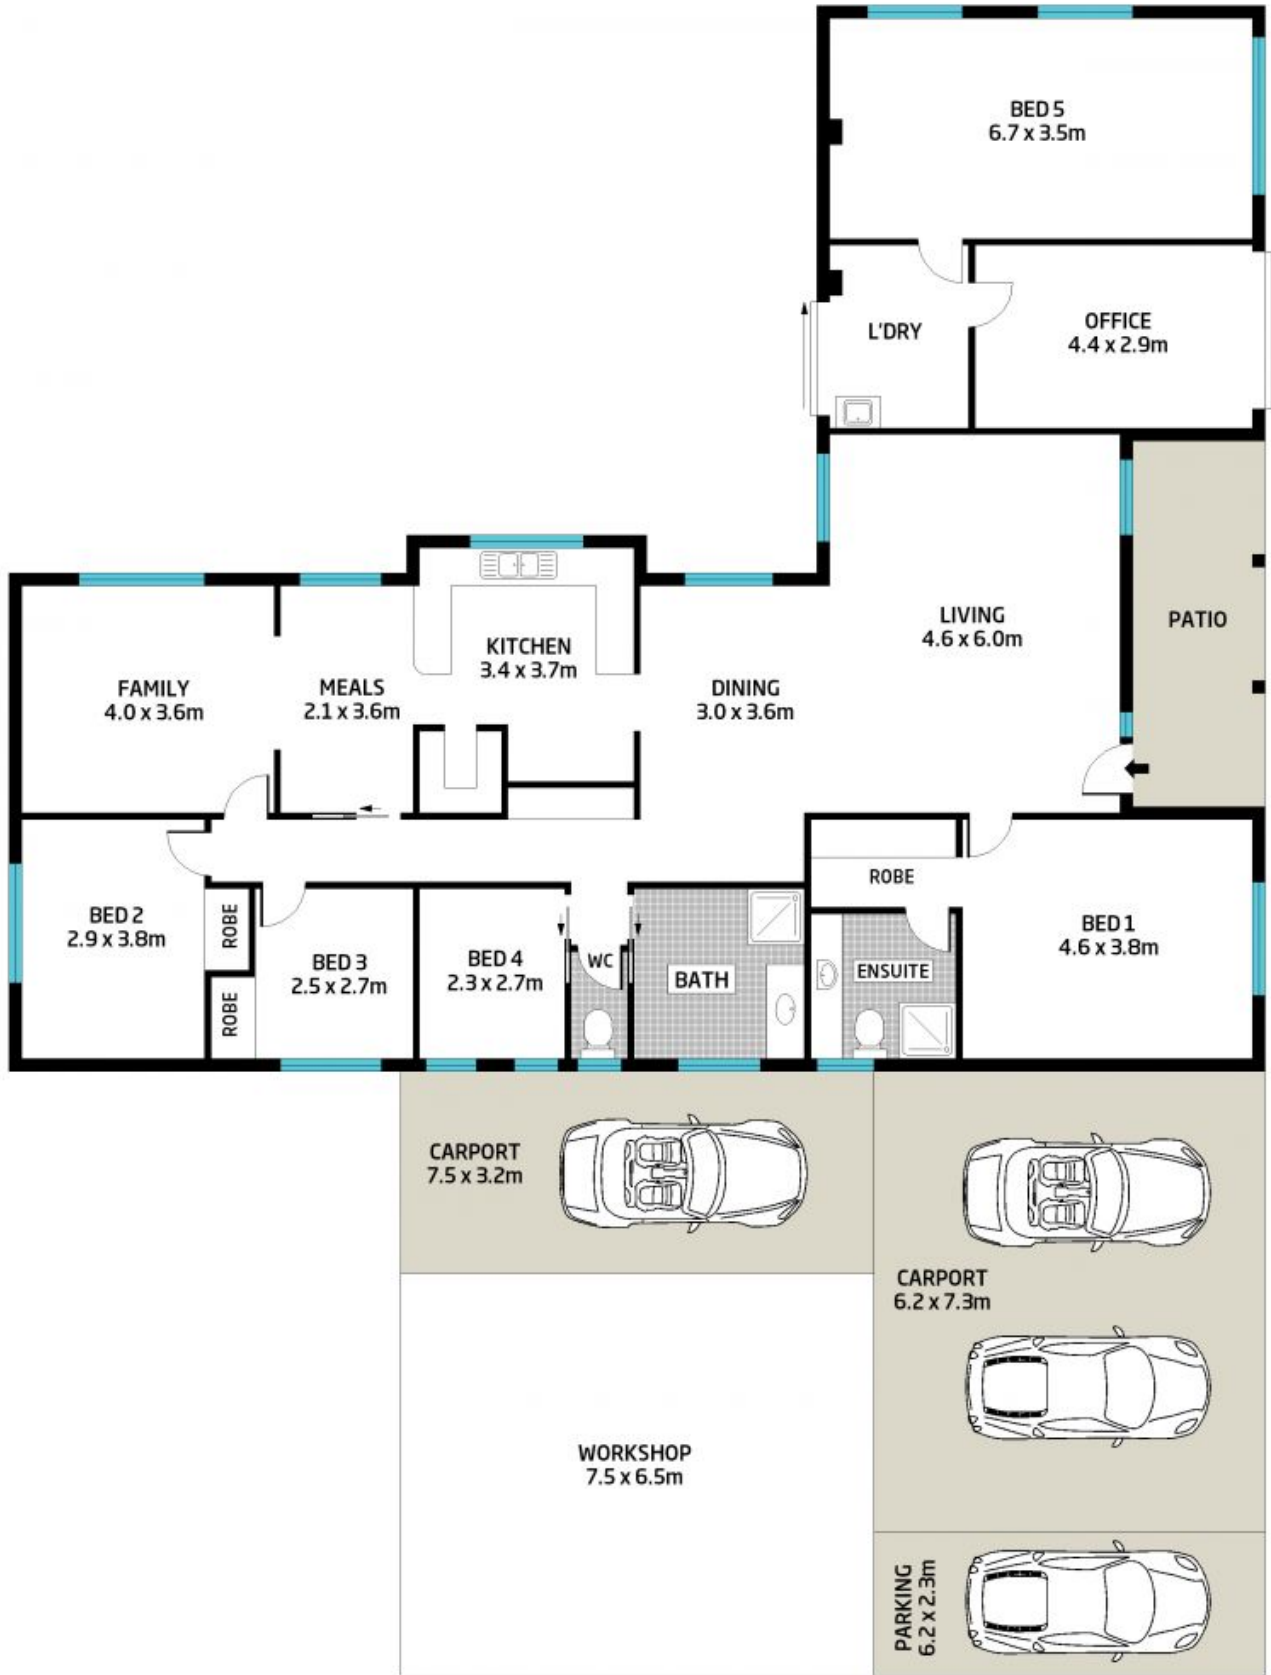 BED 5
6.7 x 3.5m
L'DRY
OFFICE
4.4 x 2.9m
LIVING
4.6 x 6.0m
PATIO
KITCHEN
3.4 x 3.7m
FAMILY
4.0 x 3.6m
MEALS
2.1 x 3.6m
DINING
3.0 x 3.6m
ROBE
BED 2
2.9 x 3.8m
ROBE
ROBE
BED 3
2.5 x 2.7m
BED 4
2.3 x 2.7m
WC
BATH
ENSUITE
BED 1
4.6 x 3.8m
CARPORT
7.5 x 3.2m
CARPORT
6.2 x 7.3m
WORKSHOP
7.5 x 6.5m
PARKING
6.2 x 2.3m